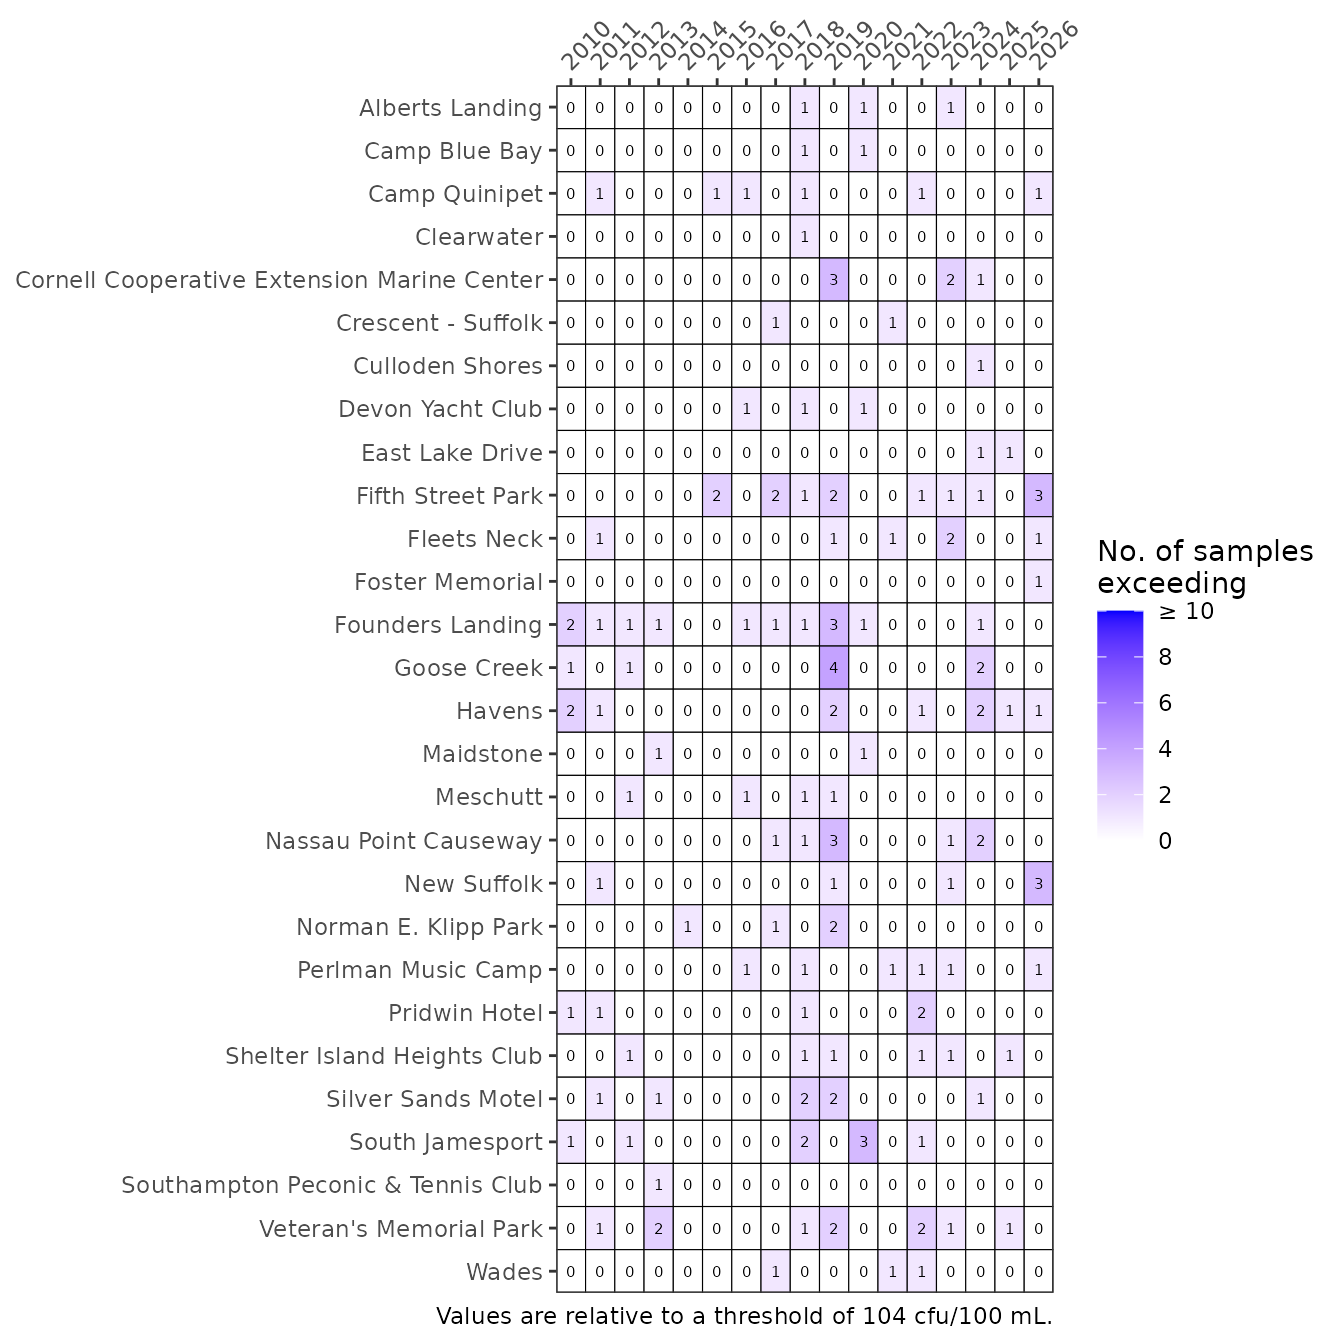 2010 2011 2012 2013 2014 2015 2016 2017 2018 2019 2020 2021 2022 2023 2024 2025 2026
Alberts Landing 0 0 0 0 0 0 0 0 1 0 1 0 0 1 0 0 0
Camp Blue Bay 0 0 0 0 0 0 0 0 1 0 1 0 0 0 0 0 0
Camp Quinipet 0 1 0 0 0 1 1 0 1 0 0 0 1 0 0 0 1
Clearwater 0 0 0 0 0 0 0 0 1 0 0 0 0 0 0 0 0
Cornell Cooperative Extension Marine Center 0 0 0 0 0 0 0 0 0 3 0 0 0 2 1 0 0
Crescent - Suffolk 0 0 0 0 0 0 0 1 0 0 0 1 0 0 0 0 0
Culloden Shores 0 0 0 0 0 0 0 0 0 0 0 0 0 0 1 0 0
Devon Yacht Club 0 0 0 0 0 0 1 0 1 0 1 0 0 0 0 0 0
East Lake Drive 0 0 0 0 0 0 0 0 0 0 0 0 0 0 1 1 0
Fifth Street Park 0 0 0 0 0 2 0 2 1 2 0 0 1 1 1 0 3
Fleets Neck 0 1 0 0 0 0 0 0 0 1 0 1 0 2 0 0 1
Foster Memorial 0 0 0 0 0 0 0 0 0 0 0 0 0 0 0 0 1
Founders Landing 2 1 1 1 0 0 1 1 1 3 1 0 0 0 1 0 0
Goose Creek 1 0 1 0 0 0 0 0 0 4 0 0 0 0 2 0 0
Havens 2 1 0 0 0 0 0 0 0 2 0 0 1 0 2 1 1
Maidstone 0 0 0 1 0 0 0 0 0 0 1 0 0 0 0 0 0
Meschutt 0 0 1 0 0 0 1 0 1 1 0 0 0 0 0 0 0
Nassau Point Causeway 0 0 0 0 0 0 0 1 1 3 0 0 0 1 2 0 0
New Suffolk 0 1 0 0 0 0 0 0 0 1 0 0 0 1 0 0 3
Norman E. Klipp Park 0 0 0 0 1 0 0 1 0 2 0 0 0 0 0 0 0
Perlman Music Camp 0 0 0 0 0 0 1 0 1 0 0 1 1 1 0 0 1
Pridwin Hotel 1 1 0 0 0 0 0 0 1 0 0 0 2 0 0 0 0
Shelter Island Heights Club 0 0 1 0 0 0 0 0 1 1 0 0 1 1 0 1 0
Silver Sands Motel 0 1 0 1 0 0 0 0 2 2 0 0 0 0 1 0 0
South Jamesport 1 0 1 0 0 0 0 0 2 0 3 0 1 0 0 0 0
Southampton Peconic & Tennis Club 0 0 0 1 0 0 0 0 0 0 0 0 0 0 0 0 0
Veteran's Memorial Park 0 1 0 2 0 0 0 0 1 2 0 0 2 1 0 1 0
Wades 0 0 0 0 0 0 0 1 0 0 0 1 1 0 0 0 0
Values are relative to a threshold of 104 cfu/100 mL.
No. of samples
exceeding
≥ 10
8
6
4
2
0